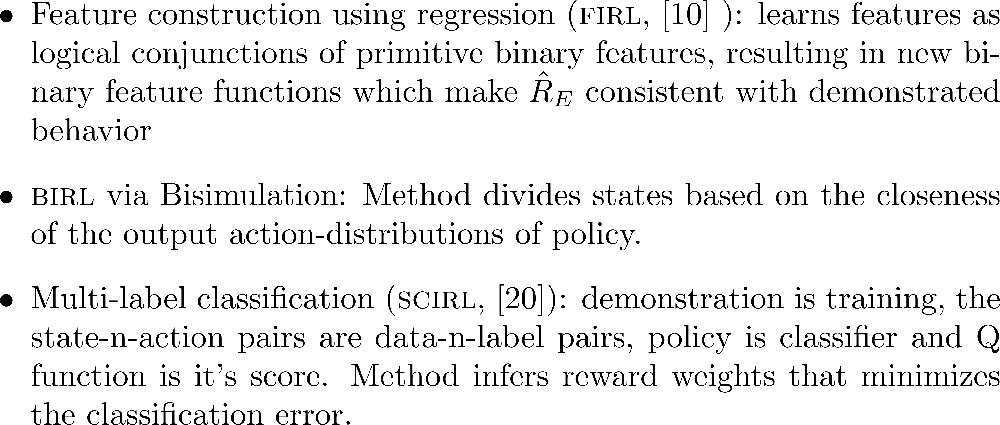 • Feature construction using regression (FIRL, [10] ): learns features as
logical conjunctions of primitive binary features, resulting in new bi-
nary feature functions which make R̂_E consistent with demonstrated
behavior
• BIRL via Bisimulation: Method divides states based on the closeness
of the output action-distributions of policy.
• Multi-label classification (SCIRL, [20]): demonstration is training, the
state-n-action pairs are data-n-label pairs, policy is classifier and Q
function is it's score. Method infers reward weights that minimizes
the classification error.